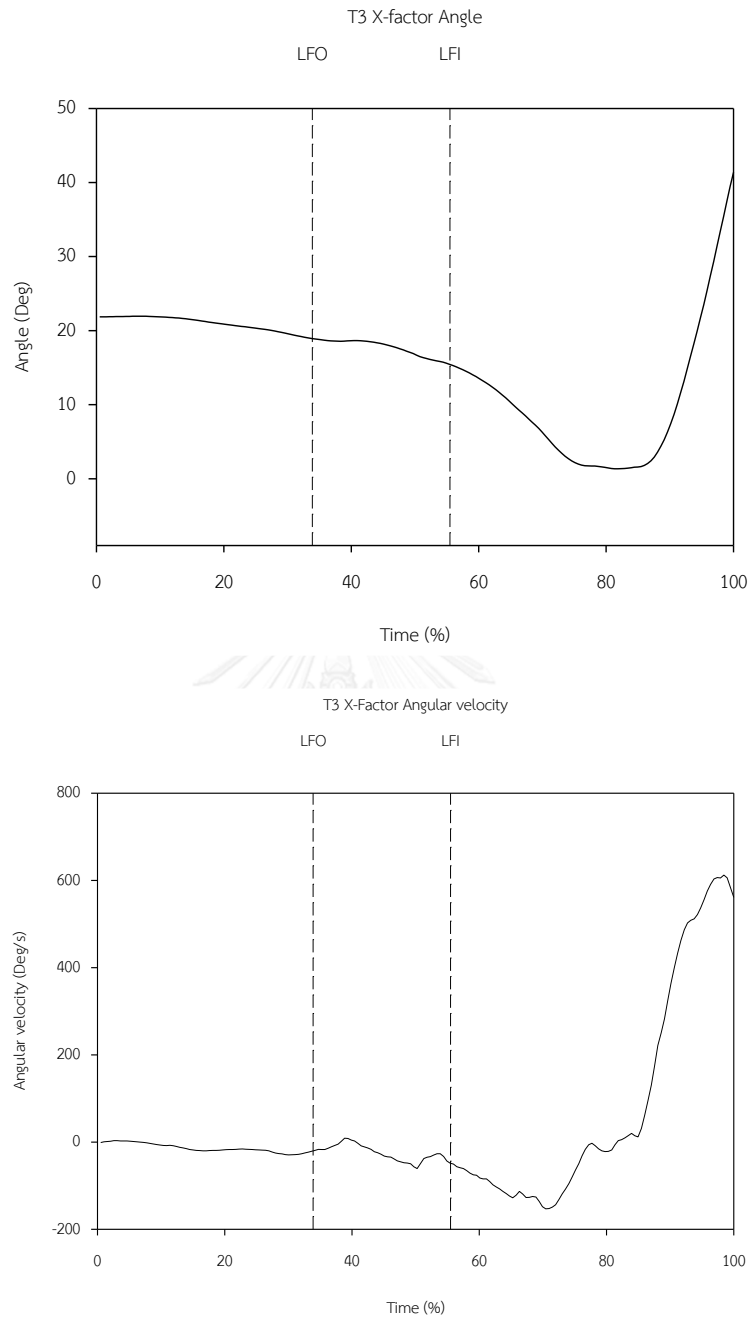 T3 X-factor Angle
LFO LFI
50
40
30
20
10
0
Angle (Deg)
0 20 40 60 80 100
Time (%)
T3 X-Factor Angular velocity
LFO LFI
800
600
400
200
0
-200
Angular velocity (Deg/s)
0 20 40 60 80 100
Time (%)